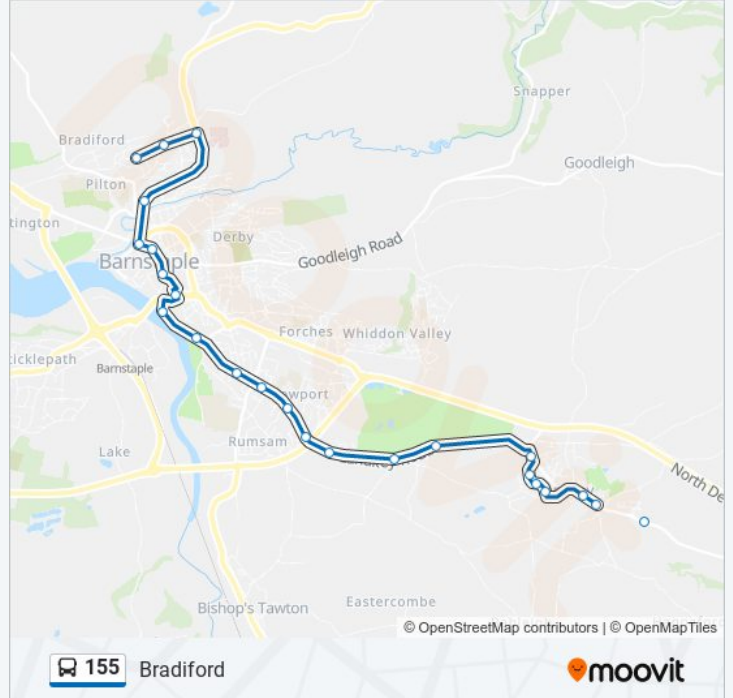 Snapper
Bradiford
Goodleigh
Pilton
tington
Derby
Goodleigh Road
Barnstaple
Forches
Whiddon Valley
ticklepath
Barnstaple
wport
Lake
Rumsam
North De
Bishop's Tawton
Eastercombe
© OpenStreetMap contributors | © OpenMapTiles
155 Bradiford
moovit